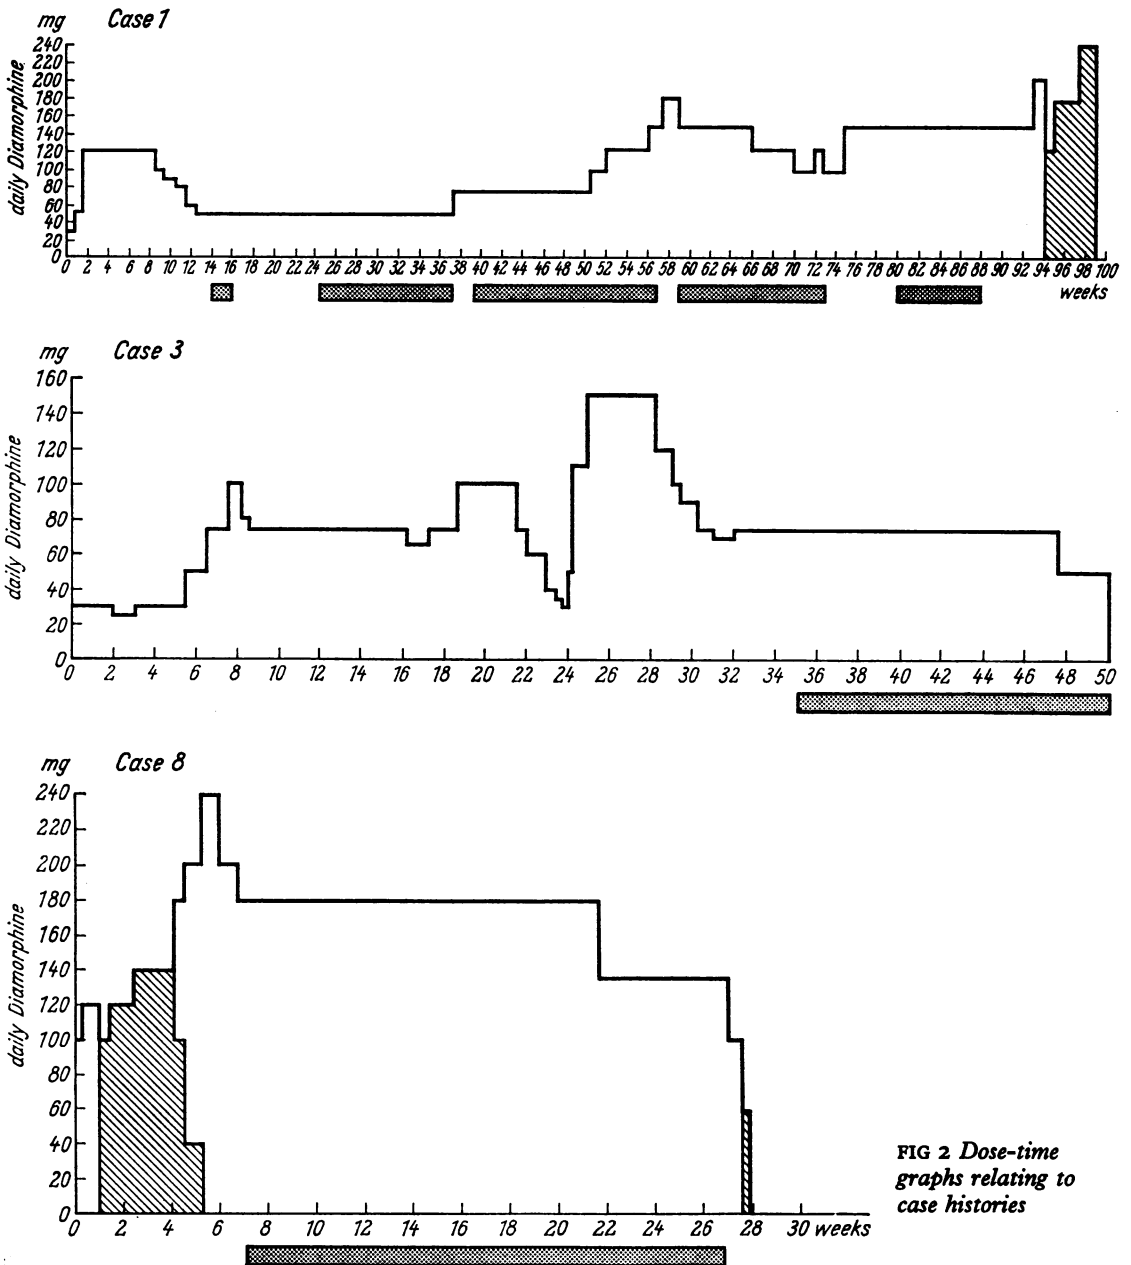 mg Case 1
240
220
200
180
160
140
120
100
80
60
40
20
0
daily Diamorphine
0 2 4 6 8 10 12 14 16 18 20 22 24 26 28 30 32 34 36 38 40 42 44 46 48 50 52 54 56 58 60 62 64 66 68 70 72 74 76 78 80 82 84 86 88 90 92 94 96 98 100
weeks
mg Case 3
160
140
120
100
80
60
40
20
0
daily Diamorphine
0 2 4 6 8 10 12 14 16 18 20 22 24 26 28 30 32 34 36 38 40 42 44 46 48 50
mg Case 8
240
220
200
180
160
140
120
100
80
60
40
20
0
daily Diamorphine
0 2 4 6 8 10 12 14 16 18 20 22 24 26 28 30 weeks
FIG 2 Dose-time
graphs relating to
case histories